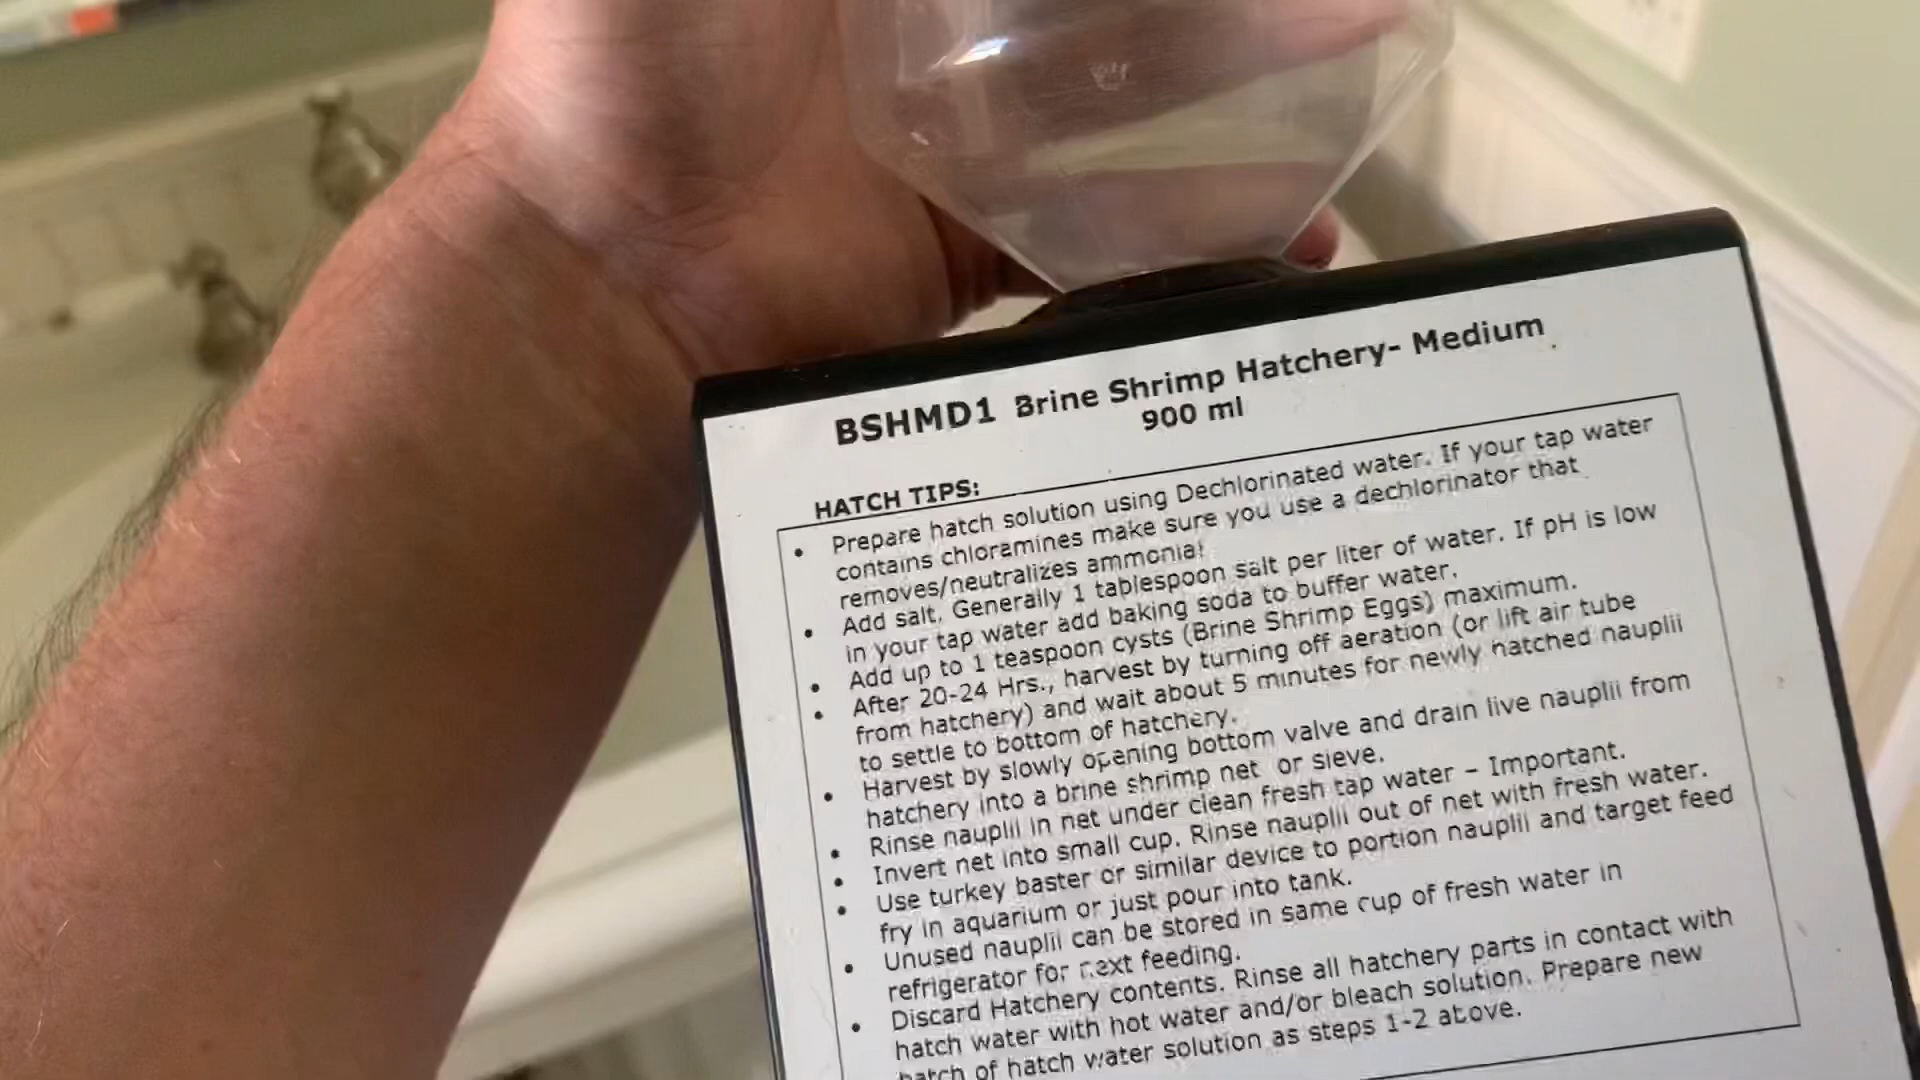 BSHMD1 Brine Shrimp Hatchery- Medium
900 ml
HATCH TIPS:
• Prepare hatch solution using Dechlorinated water. If your tap water
contains chloramines make sure you use a dechlorinator that
removes/neutralizes ammonia!
• Add salt. Generally 1 tablespoon salt per liter of water. If pH is low
in your tap water add baking soda to buffer water.
• Add up to 1 teaspoon cysts (Brine Shrimp Eggs) maximum.
• After 20-24 Hrs., harvest by turning off aeration (or lift air tube
from hatchery) and wait about 5 minutes for newly hatched nauplii
to settle to bottom of hatchery.
• Harvest by slowly opening bottom valve and drain live nauplii from
hatchery into a brine shrimp net or sieve.
• Rinse nauplii in net under clean fresh tap water – Important.
• Invert net into small cup. Rinse nauplii out of net with fresh water.
• Use turkey baster or similar device to portion nauplii and target feed
fry in aquarium or just pour into tank.
• Unused nauplii can be stored in same cup of fresh water in
refrigerator for next feeding.
• Discard Hatchery contents. Rinse all hatchery parts in contact with
hatch water with hot water and/or bleach solution. Prepare new
batch of hatch water solution as steps 1-2 above.